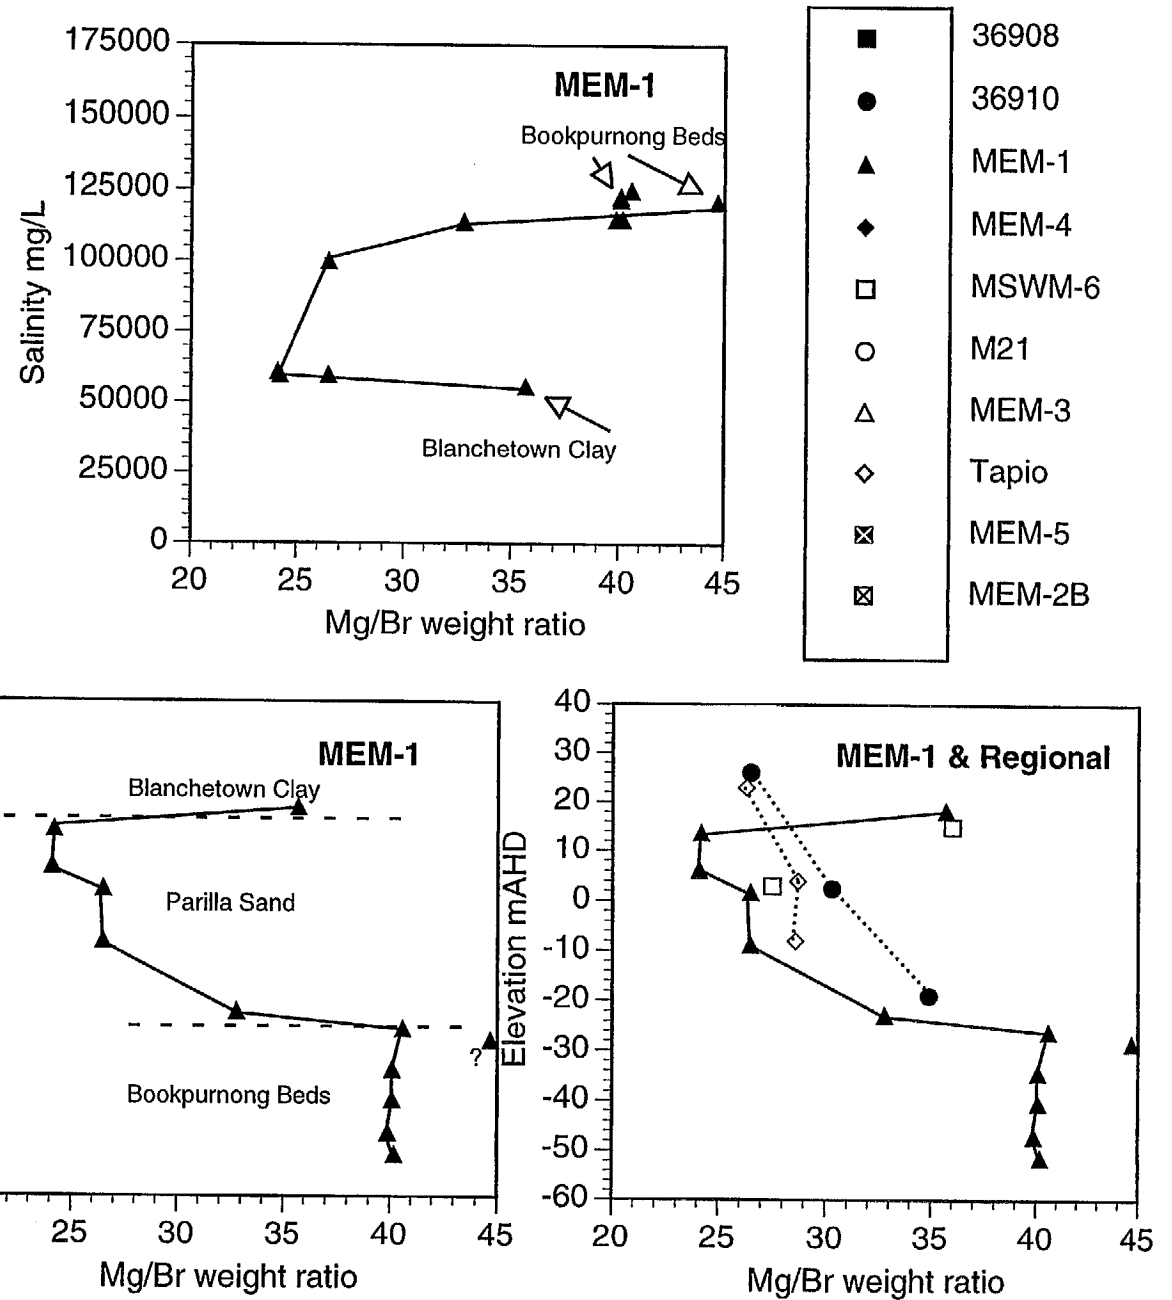 175000
150000
125000
100000
75000
50000
25000
0
Salinity mg/L
MEM-1
Bookpurnong Beds
Blanchetown Clay
20 25 30 35 40 45
Mg/Br weight ratio
36908
36910
MEM-1
MEM-4
MSWM-6
M21
MEM-3
Tapio
MEM-5
MEM-2B
MEM-1
Blanchetown Clay
Parilla Sand
?
Bookpurnong Beds
25 30 35 40 45
Mg/Br weight ratio
40
30
20
10
0
-10
-20
-30
-40
-50
-60
Elevation mAHD
MEM-1 & Regional
20 25 30 35 40 45
Mg/Br weight ratio